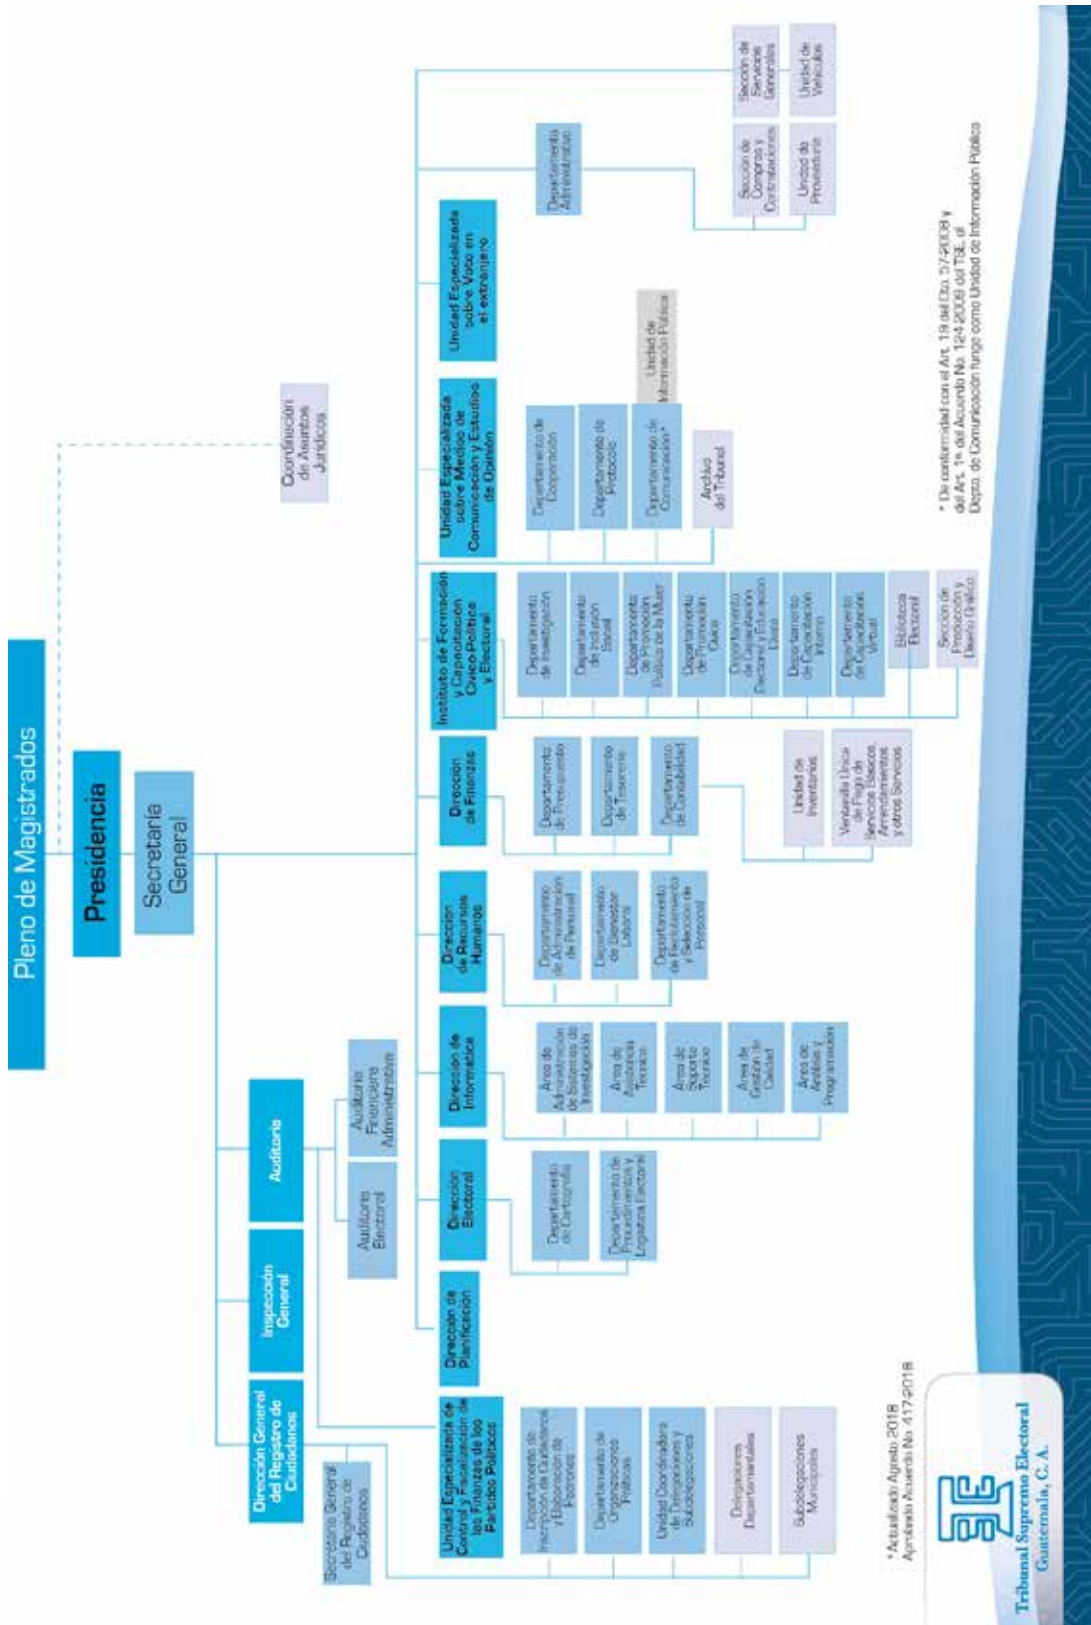 Pleno de Magistrados
Presidencia
Secretaría
General
Coordinación
de Asuntos
Jurídicos
Dirección General
del Registro de
Ciudadanos
Inspección
General
Auditoría
Secretaría General
del Registro de
Ciudadanos
Auditoría
Electoral
Auditoría
Financiera
Administrativa
Unidad Especializada de
Control y Fiscalización de
las Finanzas de los
Partidos Políticos
Dirección de
Planificación
Dirección
Electoral
Dirección de
Informática
Dirección
de Recursos
Humanos
Dirección
de Finanzas
Instituto de Formación
y Capacitación
Cívico-Política
y Electoral
Unidad Especializada
sobre Medios de
Comunicación y Estudios
de Opinión
Unidad Especializada
sobre Voto en
el extranjero
Departamento de
Inscripción de Ciudadanos
y Elaboración de
Padrones
Departamento de
Organizaciones
Políticas
Unidad Coordinadora
de Delegaciones y
Subdelegaciones
Delegaciones
Departamentales
Subdelegaciones
Municipales
Departamento
de Cartografía
Departamento de
Procedimientos y
Logística Electoral
Área de
Administración
de Sistemas de
Investigación
Área de
Asistencia
Técnica
Área de
Soporte
Técnico
Área de
Gestión de
Calidad
Área de
Análisis y
Programación
Departamento
de Administración
de Personal
Departamento
de Bienestar
Laboral
Departamento
de Reclutamiento
y Selección de
Personal
Departamento
de Presupuesto
Departamento
de Tesorería
Departamento
de Contabilidad
Unidad de
Inventarios
Ventanilla Única
de Pago de
Servicios Básicos,
Arrendamientos
y otros Servicios
Departamento
de Investigación
Departamento
de Inclusión
Social
Departamento
de Promoción
Política de la Mujer
Departamento
de Promoción
Cívica
Departamento
de Capacitación
Electoral y Educación
Cívica
Departamento
de Capacitación
Interno
Departamento
de Capacitación
Virtual
Biblioteca
Electoral
Sección de
Producción y
Diseño Gráfico
Departamento de
Cooperación
Departamento de
Protocolo
Departamento de
Comunicación*
Unidad de
Información Pública
Archivo
del Tribunal
Departamento
Administrativo
Sección de
Compras y
Contrataciones
Unidad de
Proveeduría
Sección de
Servicios
Generales
Unidad de
Vehículos
* De conformidad con el Art. 19 del Dto. 57-2008 y
del Art. 1º. del Acuerdo No. 124-2009 del TSE, el
Depto. de Comunicación funge como Unidad de Información Pública
*Actualizado Agosto 2018
Aprobado Acuerdo No. 417-2018
TSE
Tribunal Supremo Electoral
Guatemala, C. A.